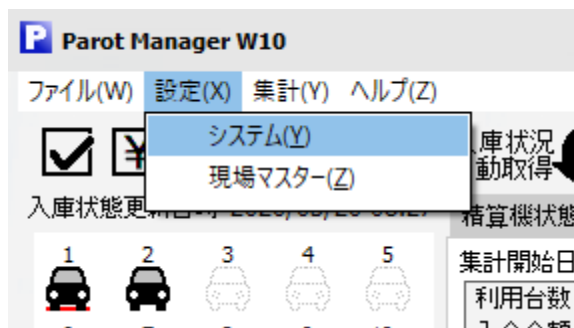 P Parot Manager W10
ファイル(W) 設定(X) 集計(Y) ヘルプ(Z)
システム(Y)
現場マスター(Z)
¥
庫状況
動取得
入庫状態更新
精算機状態
1 2 3 4 5
集計開始日
利用台数